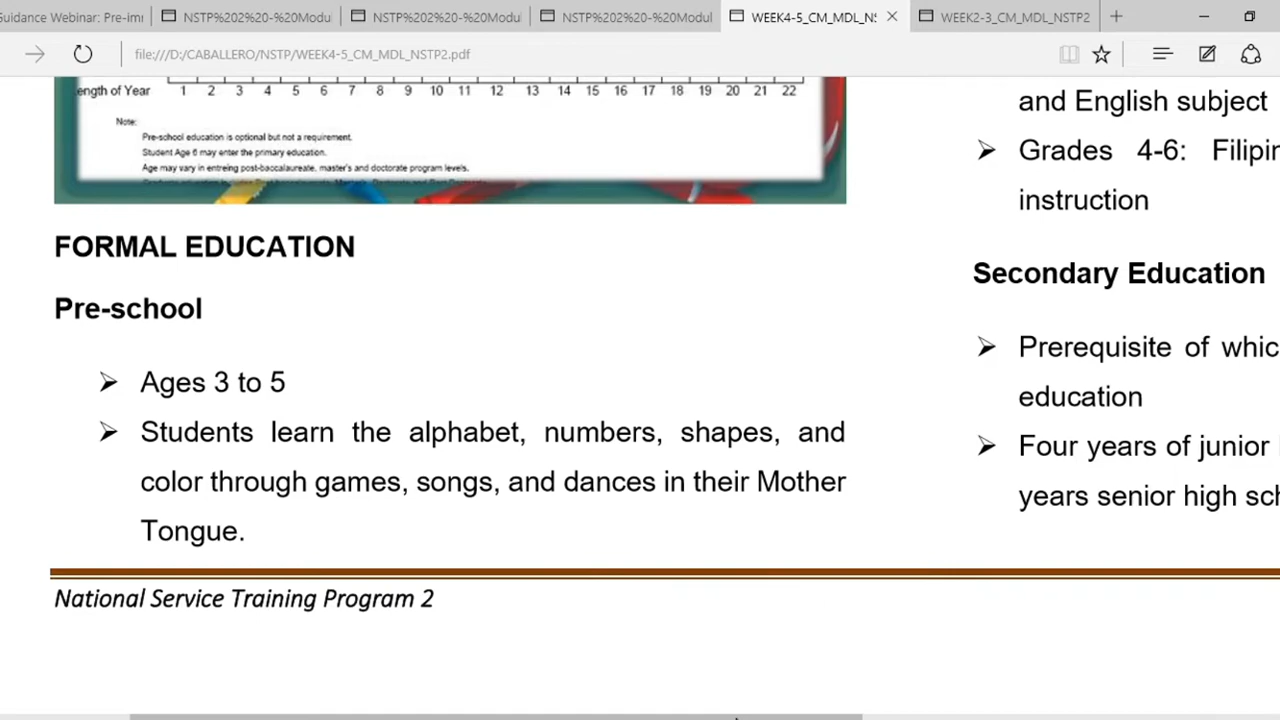 Guidance Webinar: Pre-imi
NSTP%202%20-%20Modul
NSTP%202%20-%20Modul
NSTP%202%20-%20Modul
WEEK4-5_CM_MDL_NS
WEEK2-3_CM_MDL_NSTP2
file:///D:/CABALLERO/NSTP/WEEK4-5_CM_MDL_NSTP2.pdf
ength of Year 1 2 3 4 5 6 7 8 9 10 11 12 13 14 15 16 17 18 19 20 21 22
Note:
Pre-school education is optional but not a requirement.
Student Age 6 may enter the primary education.
Age may vary in entreing post-baccalaureate, master's and doctorate program levels.
FORMAL EDUCATION
Pre-school
Ages 3 to 5
Students learn the alphabet, numbers, shapes, and
color through games, songs, and dances in their Mother
Tongue.
National Service Training Program 2
and English subject
Grades 4-6: Filipin
instruction
Secondary Education
Prerequisite of whic
education
Four years of junior
years senior high sch